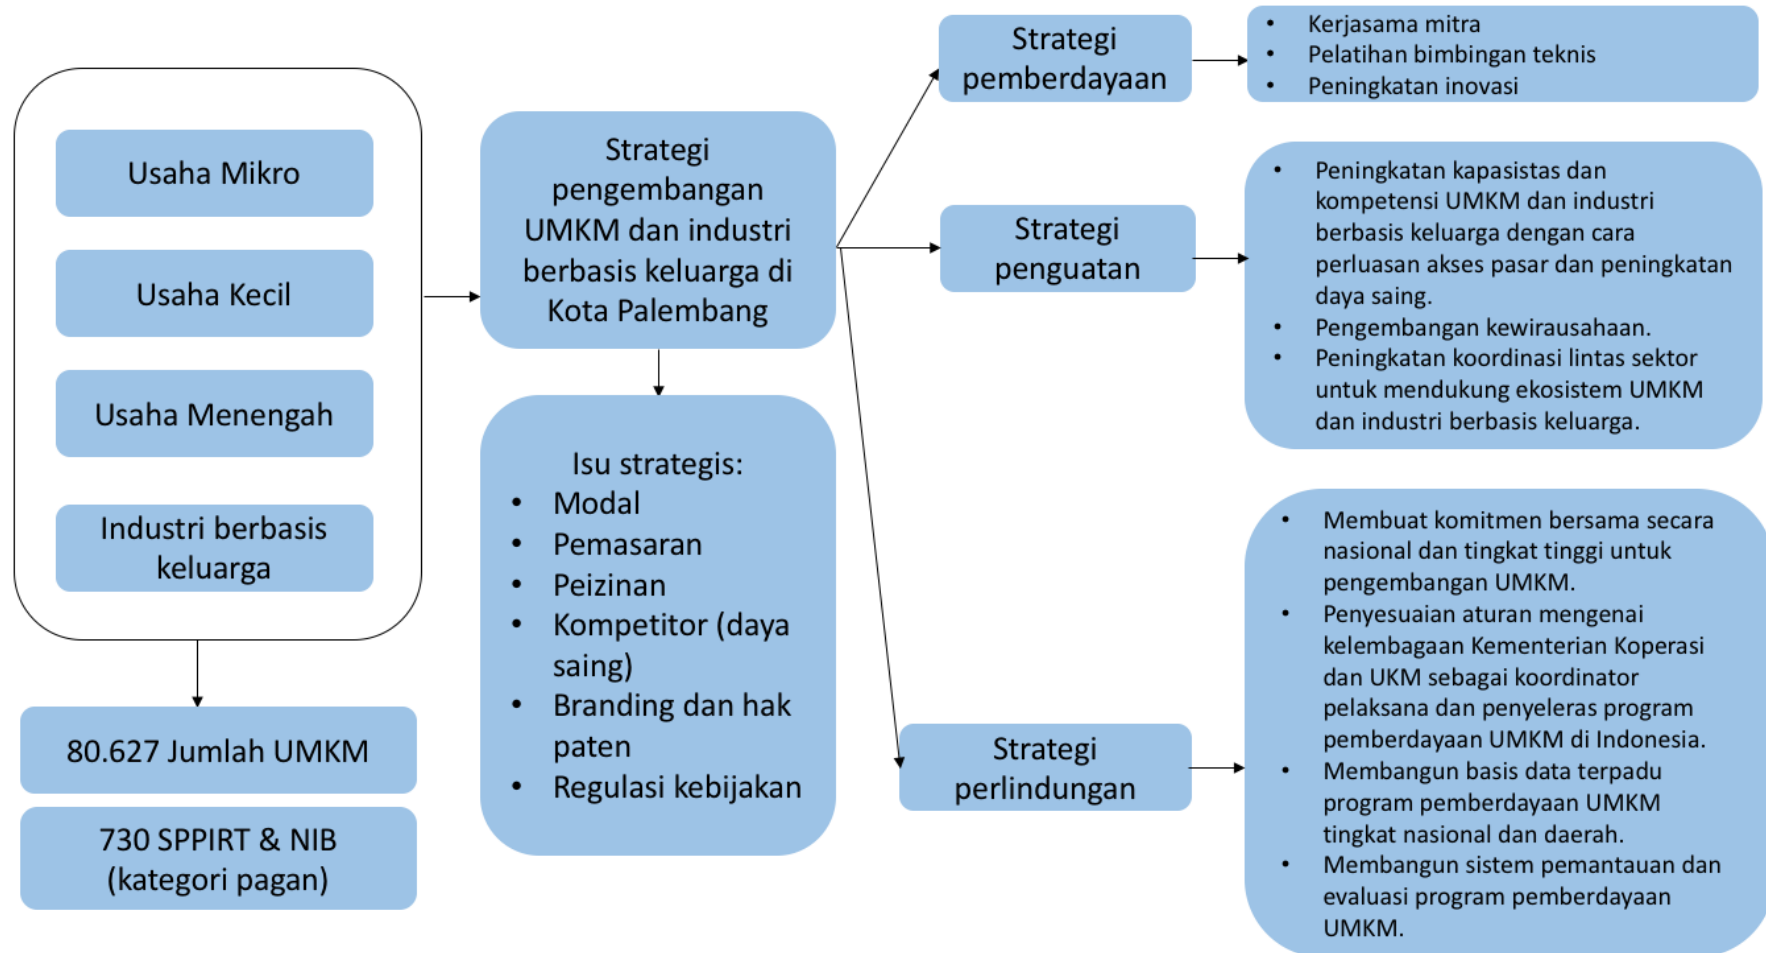 Usaha Mikro
Usaha Kecil
Usaha Menengah
Industri berbasis
keluarga
80.627 Jumlah UMKM
730 SPPIRT & NIB
(kategori pagan)
Strategi
pengembangan
UMKM dan industri
berbasis keluarga di
Kota Palembang
Isu strategis:
• Modal
• Pemasaran
• Peizinan
• Kompetitor (daya
saing)
• Branding dan hak
paten
• Regulasi kebijakan
Strategi
pemberdayaan
• Kerjasama mitra
• Pelatihan bimbingan teknis
• Peningkatan inovasi
Strategi
penguatan
• Peningkatan kapasistas dan
kompetensi UMKM dan industri
berbasis keluarga dengan cara
perluasan akses pasar dan peningkatan
daya saing.
• Pengembangan kewirausahaan.
• Peningkatan koordinasi lintas sektor
untuk mendukung ekosistem UMKM
dan industri berbasis keluarga.
Strategi
perlindungan
• Membuat komitmen bersama secara
nasional dan tingkat tinggi untuk
pengembangan UMKM.
• Penyesuaian aturan mengenai
kelembagaan Kementerian Koperasi
dan UKM sebagai koordinator
pelaksana dan penyeleras program
pemberdayaan UMKM di Indonesia.
• Membangun basis data terpadu
program pemberdayaan UMKM
tingkat nasional dan daerah.
• Membangun sistem pemantauan dan
evaluasi program pemberdayaan
UMKM.